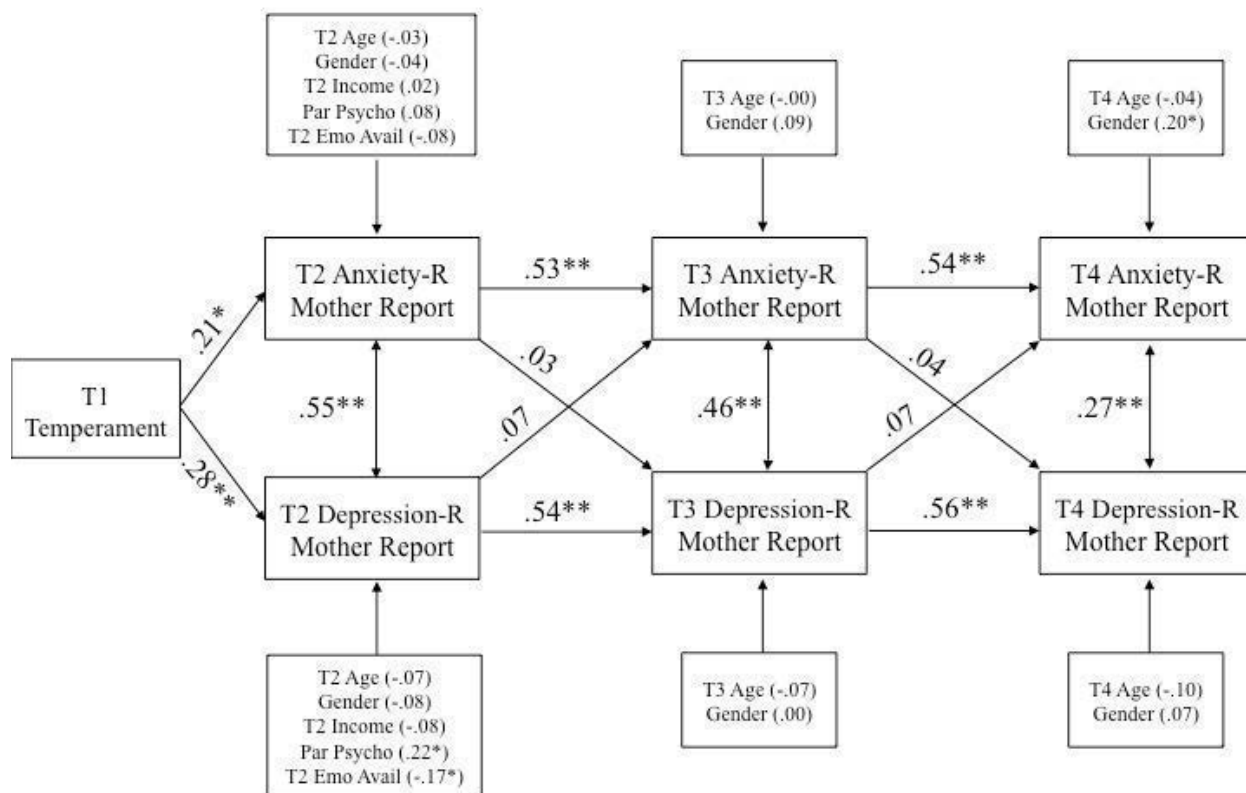 T2 Age (-.03)
Gender (-.04)
T2 Income (.02)
Par Psycho (.08)
T2 Emo Avail (-.08)
T3 Age (-.00)
Gender (.09)
T4 Age (-.04)
Gender (.20*)
T2 Anxiety-R
Mother Report
.53**
T3 Anxiety-R
Mother Report
.54**
T4 Anxiety-R
Mother Report
.21*
T1
Temperament
.28**
.55**
.03
.07
.46**
.04
.07
.27**
T2 Depression-R
Mother Report
.54**
T3 Depression-R
Mother Report
.56**
T4 Depression-R
Mother Report
T2 Age (-.07)
Gender (-.08)
T2 Income (-.08)
Par Psycho (.22*)
T2 Emo Avail (-.17*)
T3 Age (-.07)
Gender (.00)
T4 Age (-.10)
Gender (.07)